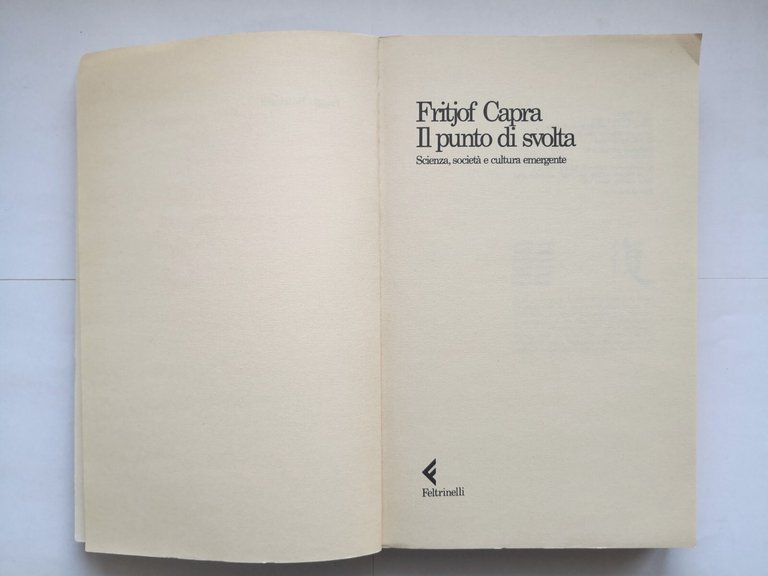 Fritjof Capra
Il punto di svolta
Scienza, società e cultura emergente
Feltrinelli